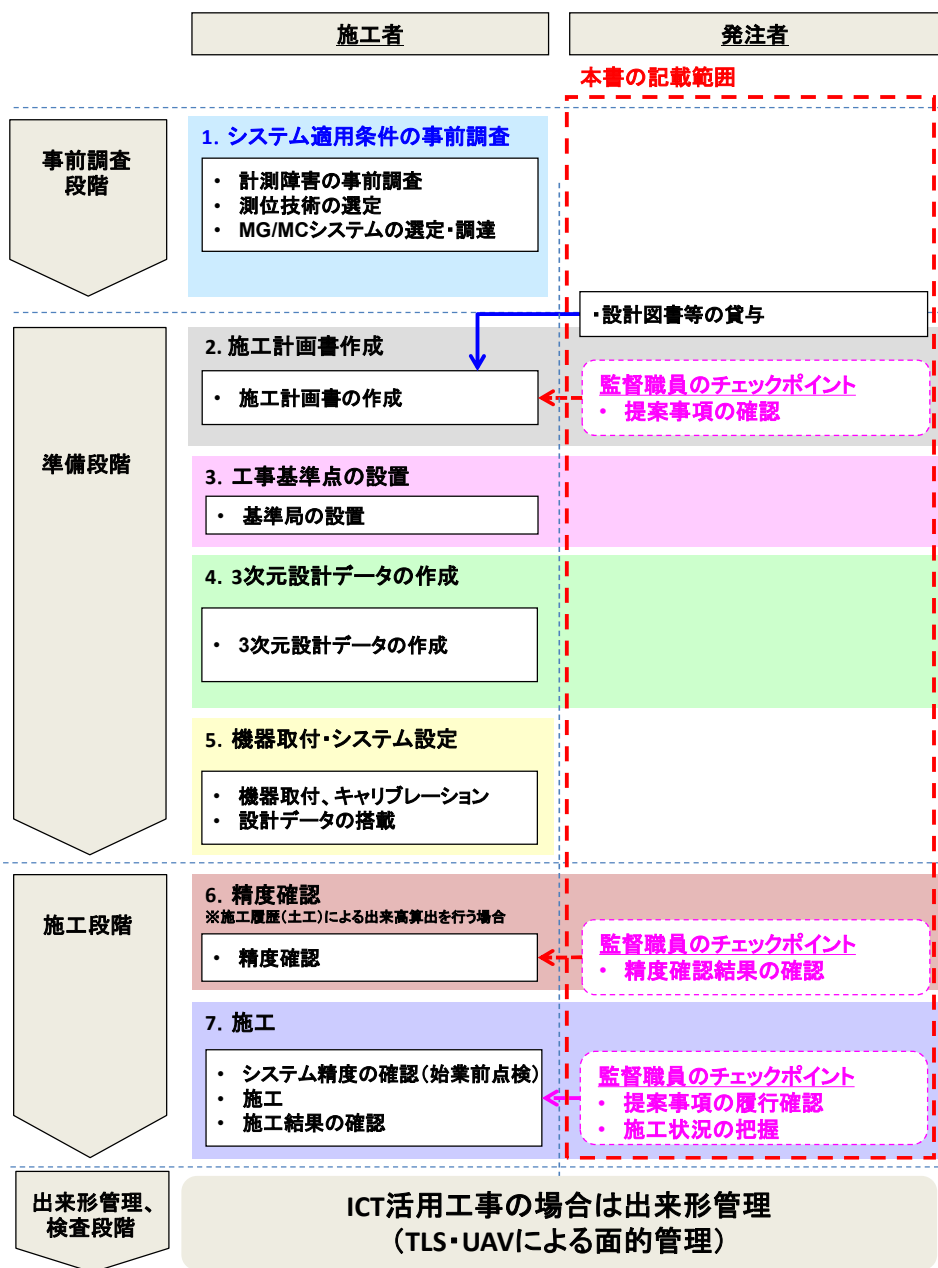 施工者
発注者
本書の記載範囲
事前調査
段階
1. システム適用条件の事前調査
・ 計測障害の事前調査
・ 測位技術の選定
・ MG/MCシステムの選定・調達
・設計図書等の貸与
準備段階
2. 施工計画書作成
・ 施工計画書の作成
監督職員のチェックポイント
・ 提案事項の確認
3. 工事基準点の設置
・ 基準局の設置
4. 3次元設計データの作成
・ 3次元設計データの作成
5. 機器取付・システム設定
・ 機器取付、キャリブレーション
・ 設計データの搭載
施工段階
6. 精度確認
※施工履歴(土工)による出来高算出を行う場合
・ 精度確認
監督職員のチェックポイント
・ 精度確認結果の確認
7. 施工
・ システム精度の確認(始業前点検)
・ 施工
・ 施工結果の確認
監督職員のチェックポイント
・ 提案事項の履行確認
・ 施工状況の把握
出来形管理、
検査段階
ICT活用工事の場合は出来形管理
(TLS・UAVによる面的管理)